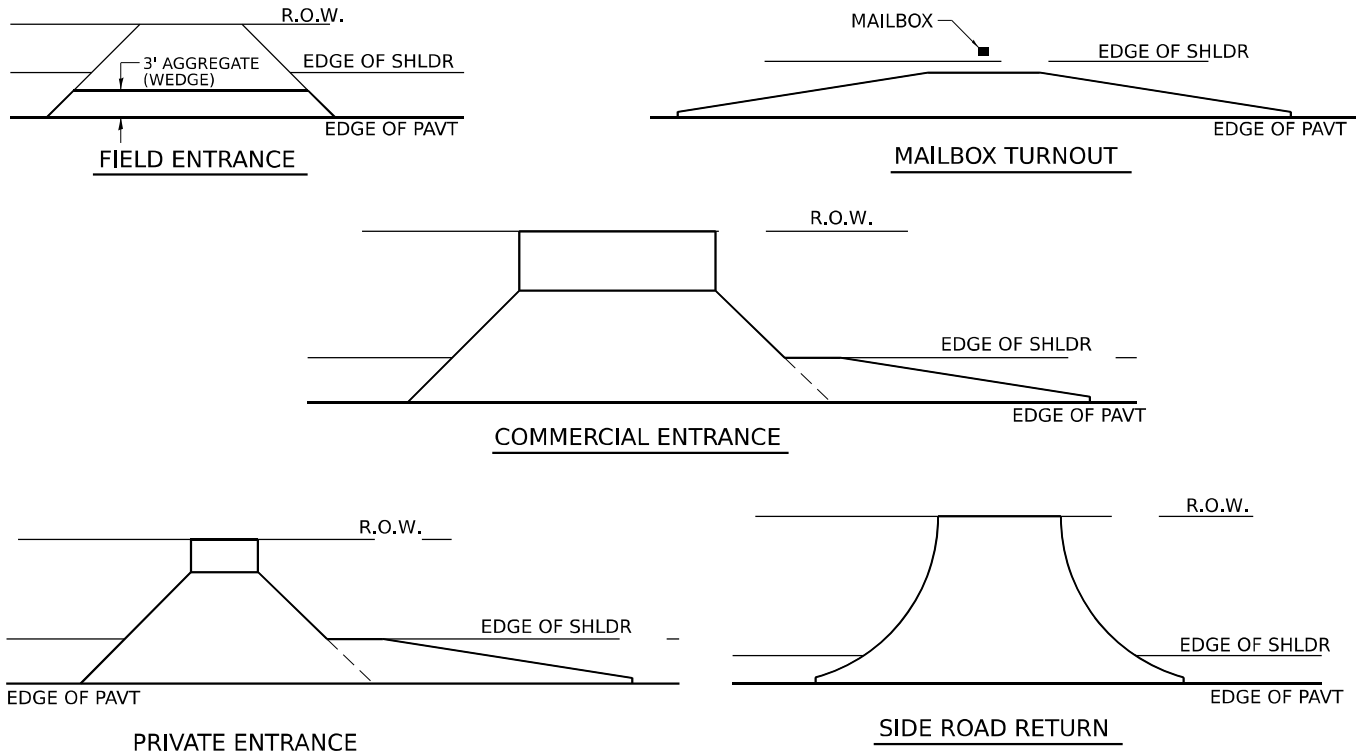 R.O.W.
EDGE OF SHLDR
3' AGGREGATE
(WEDGE)
EDGE OF PAVT
FIELD ENTRANCE
MAILBOX
EDGE OF SHLDR
EDGE OF PAVT
MAILBOX TURNOUT
R.O.W.
EDGE OF SHLDR
EDGE OF PAVT
COMMERCIAL ENTRANCE
R.O.W.
EDGE OF SHLDR
EDGE OF PAVT
PRIVATE ENTRANCE
R.O.W.
EDGE OF SHLDR
EDGE OF PAVT
SIDE ROAD RETURN